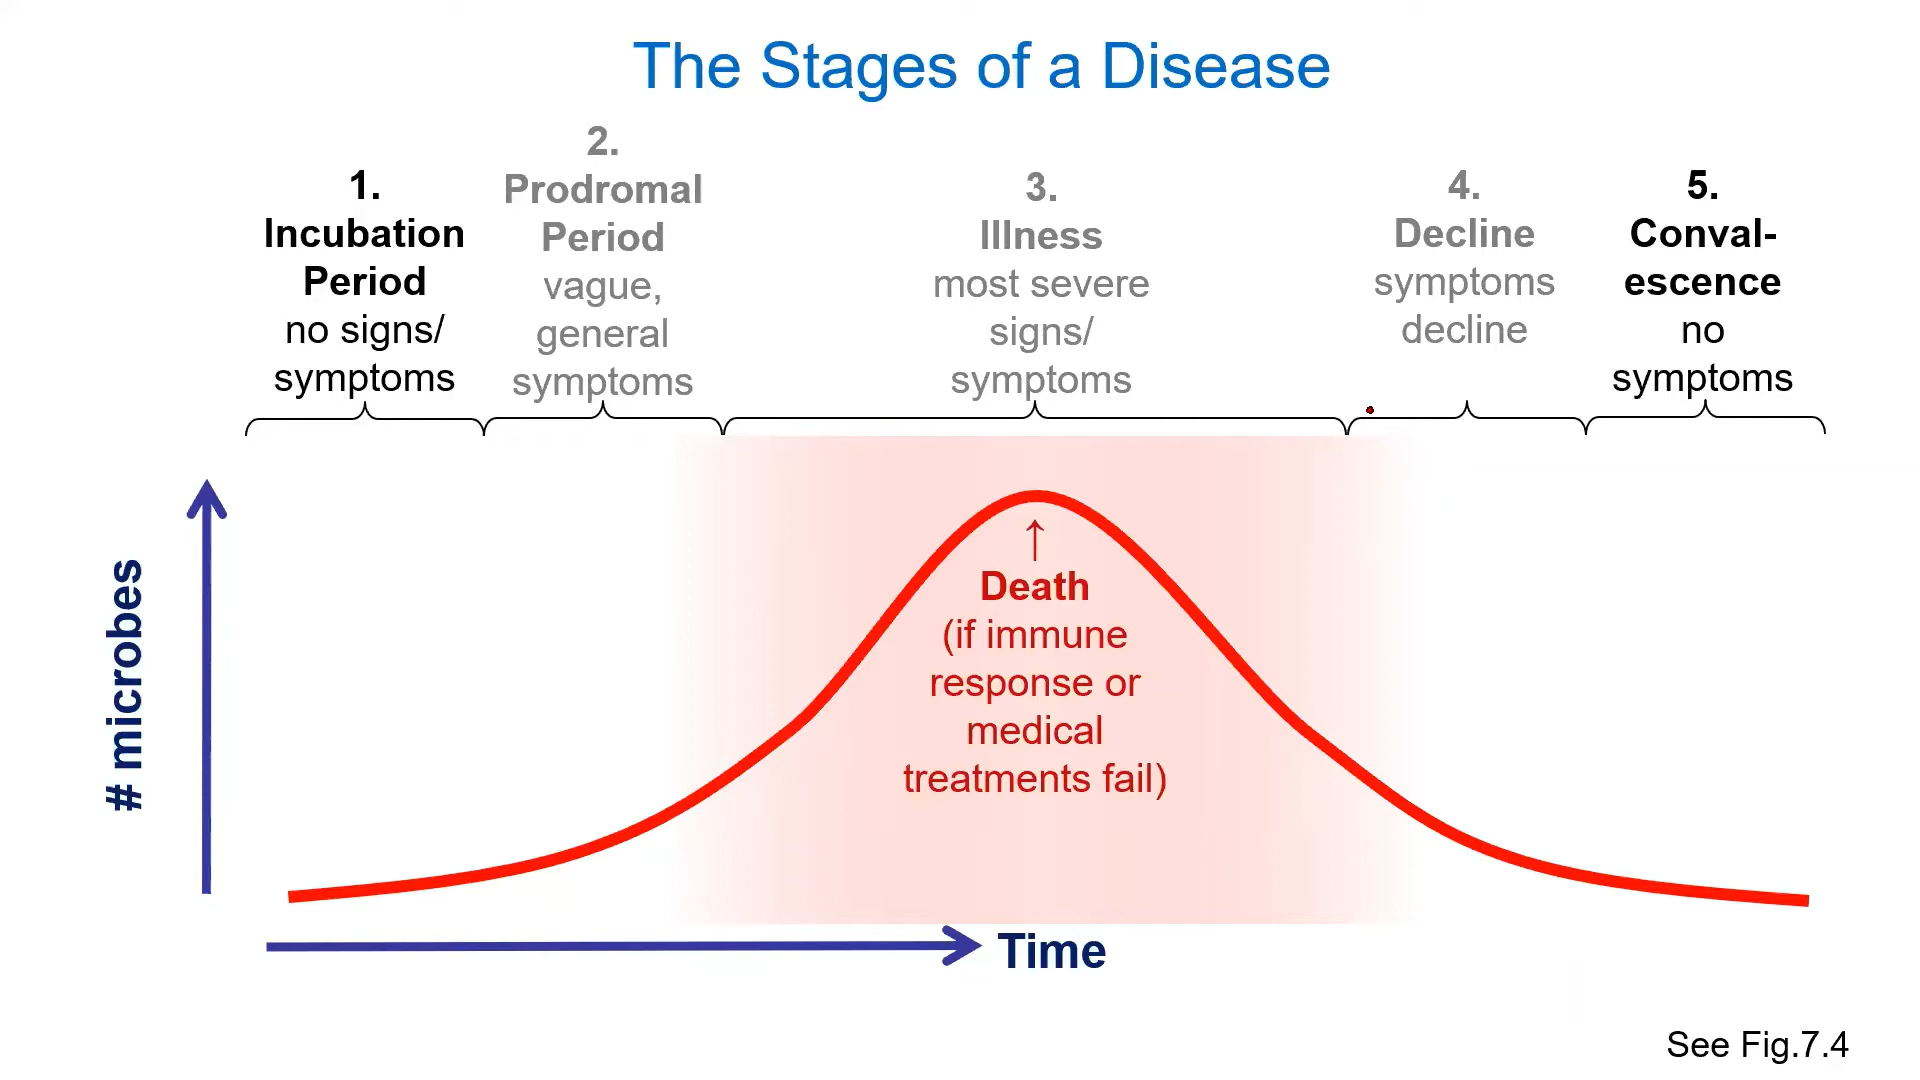 The Stages of a Disease
1.
Incubation
Period
no signs/
symptoms
2.
Prodromal
Period
vague,
general
symptoms
3.
Illness
most severe
signs/
symptoms
4.
Decline
symptoms
decline
5.
Conval-
escence
no
symptoms
# microbes
↑
Death
(if immune
response or
medical
treatments fail)
Time
See Fig.7.4